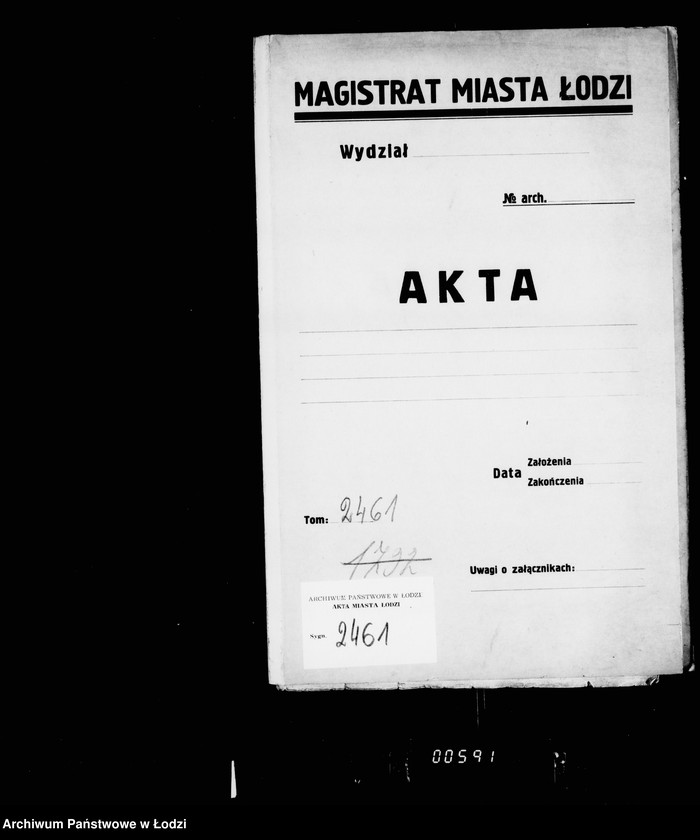 MAGISTRAT MIASTA ŁODZI
Wydział
№ arch.
AKTA
Data Założenia
Zakończenia
Tom: 2461
1732
Uwagi o załącznikach:
ARCHIWUM PAŃSTWOWE W ŁODZI
AKTA MIASTA ŁODZI
Sygn. 2461
00591
Archiwum Państwowe w Łodzi